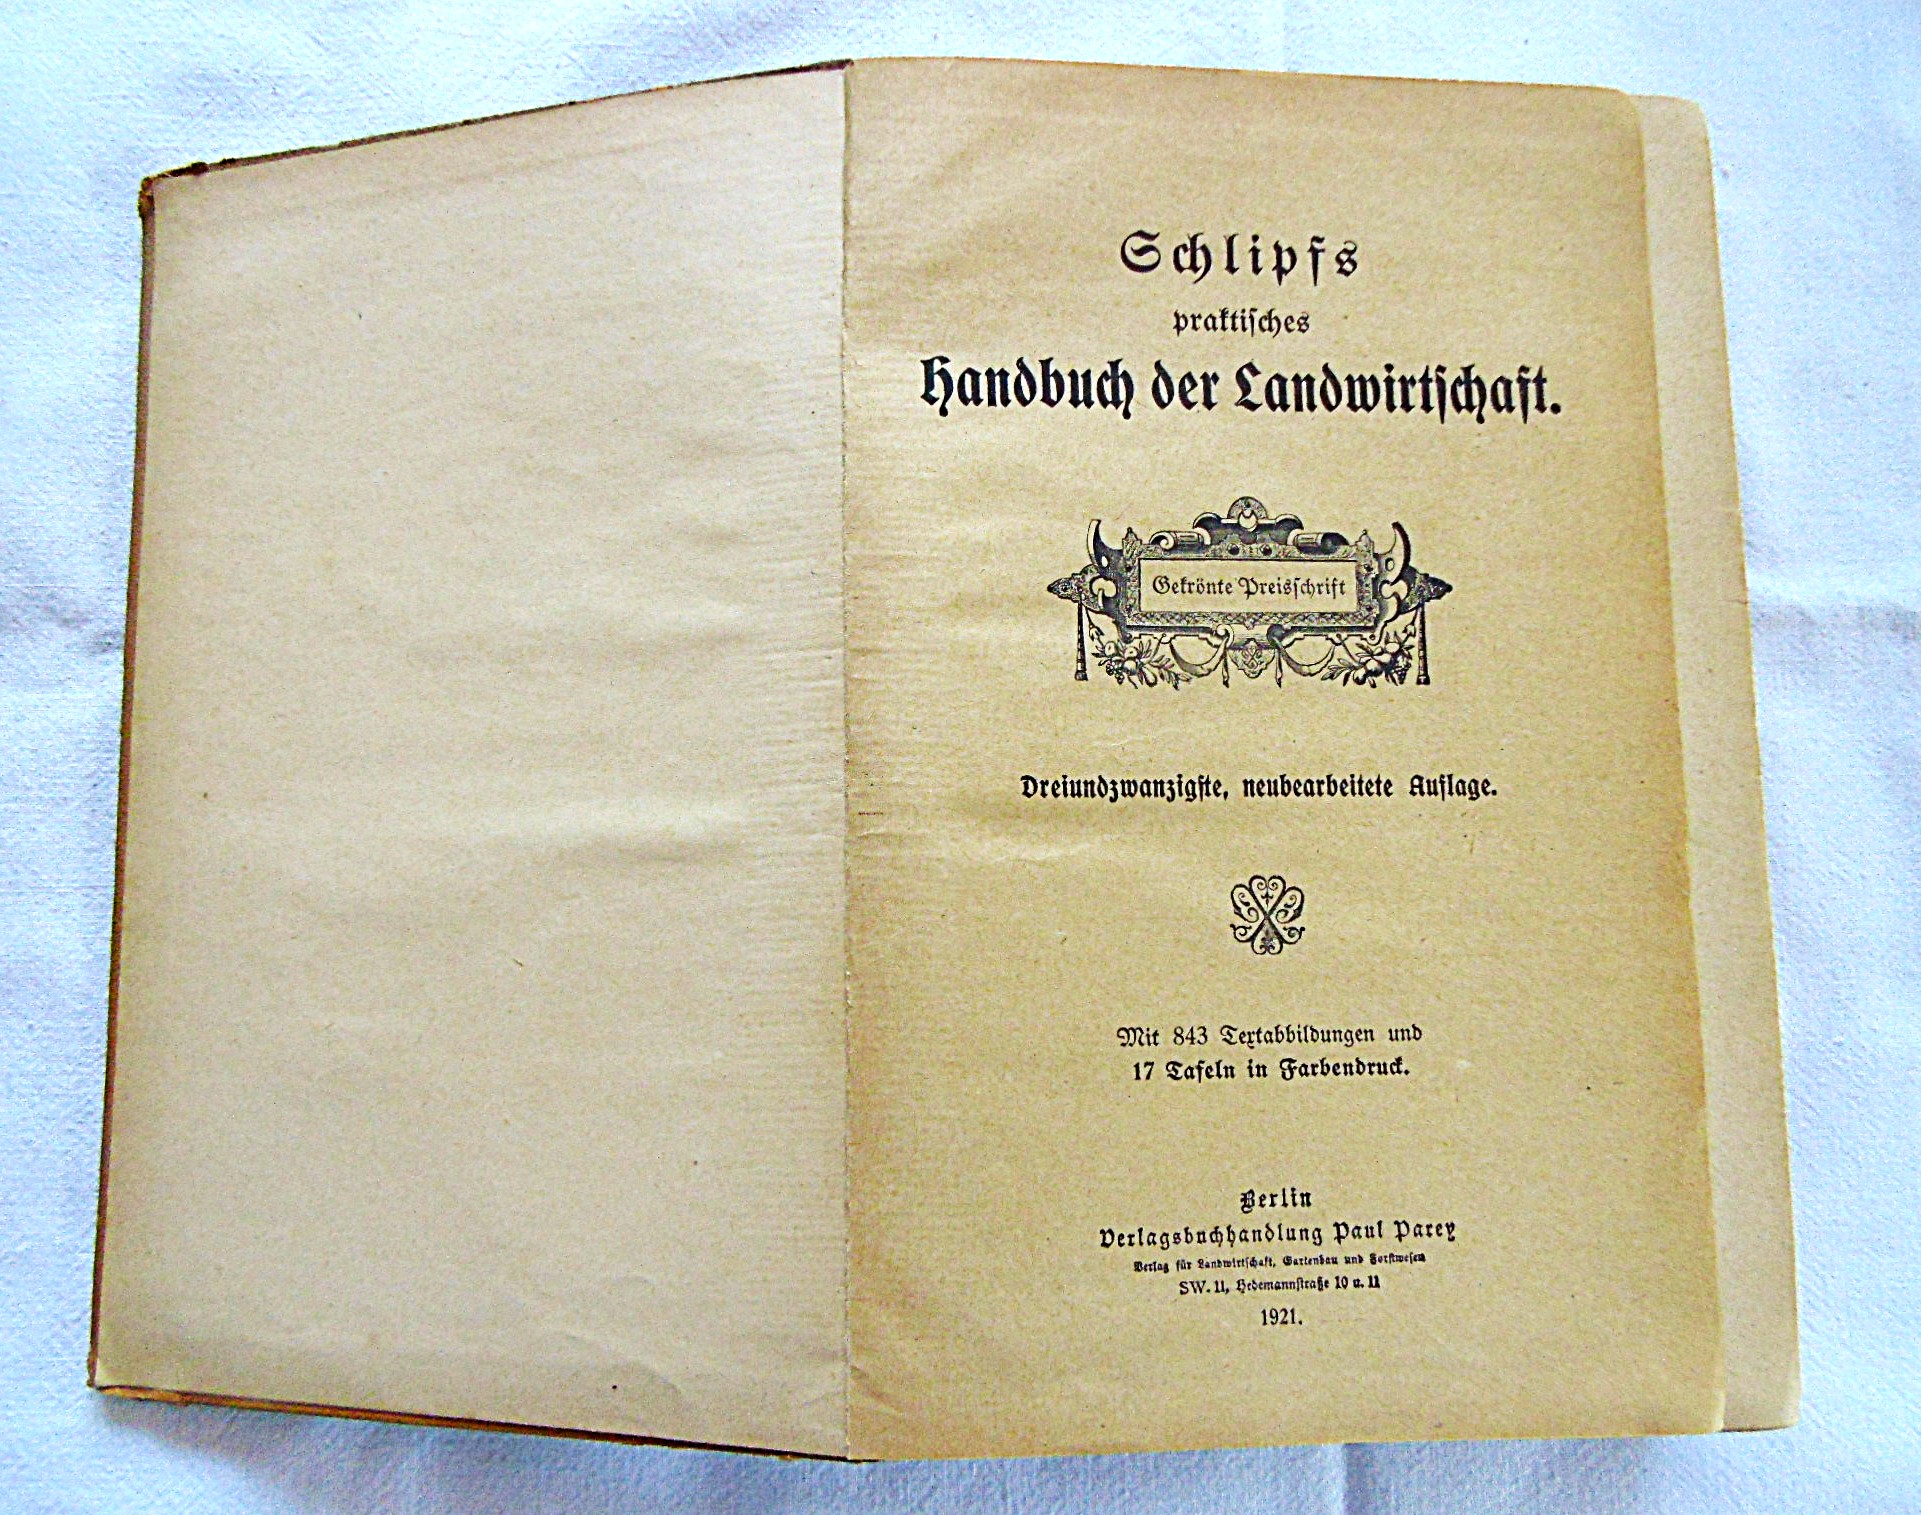 Schlipfs
praktisches
Handbuch der Landwirtschaft.
Gekrönte Preisschrift
Dreiundzwanzigste, neubearbeitete Auflage.
Mit 843 Textabbildungen und
17 Tafeln in Farbendruck.
Berlin
Verlagsbuchhandlung Paul Parey
Verlag für Landwirtschaft, Gartenbau und Forstwesen
SW. 11, Hedemannstraße 10 u. 11
1921.